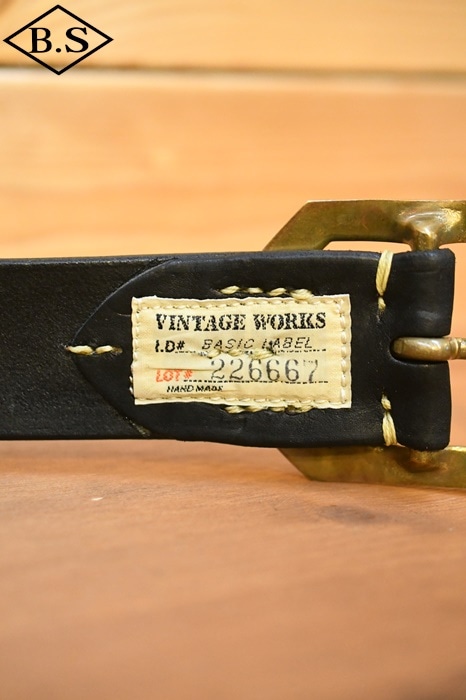 B.S
VINTAGE WORKS
I.D# BASIC LABEL
LOT# 226667
HAND MADE